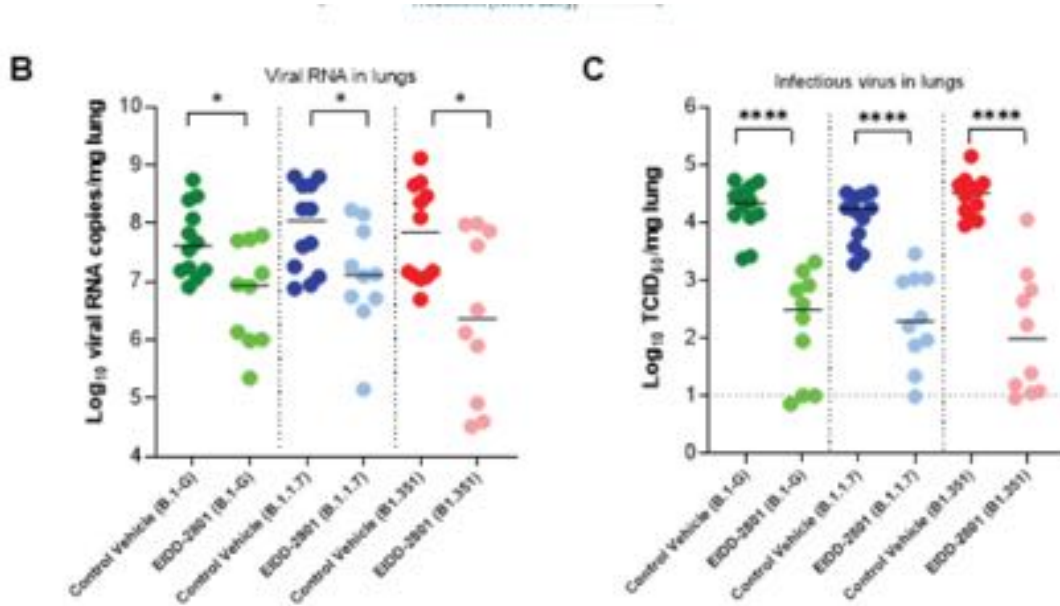 B
Viral RNA in lungs
Log10 viral RNA copies/mg lung
10
9
8
7
6
5
4
*
*
*
Control Vehicle (B.1-G)
EIDD-2801 (B.1-G)
Control Vehicle (B.1.1.7)
EIDD-2801 (B.1.1.7)
Control Vehicle (B1.351)
EIDD-2801 (B1.351)
C
Infectious virus in lungs
Log10 TCID50/mg lung
6
5
4
3
2
1
0
****
****
****
Control Vehicle (B.1-G)
EIDD-2801 (B.1-G)
Control Vehicle (B.1.1.7)
EIDD-2801 (B.1.1.7)
Control Vehicle (B1.351)
EIDD-2801 (B1.351)